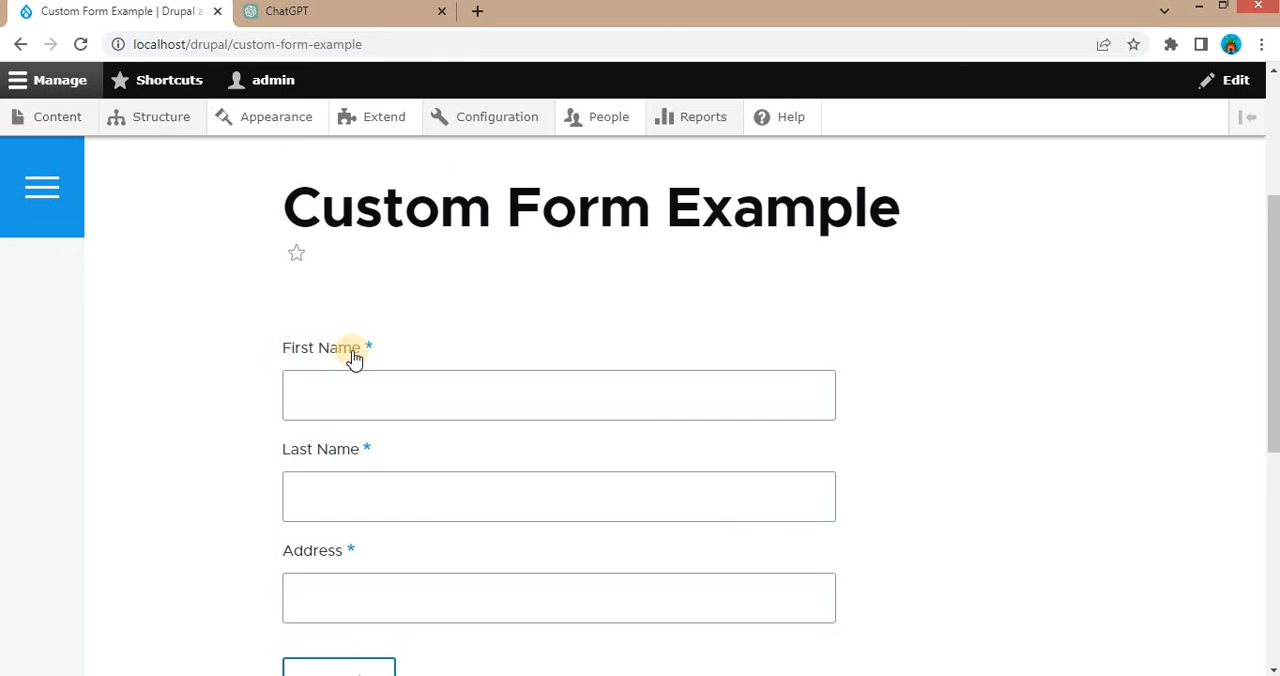 Custom Form Example | Drupal a
ChatGPT
localhost/drupal/custom-form-example
Manage Shortcuts admin Edit
Content Structure Appearance Extend Configuration People Reports Help
Custom Form Example
First Name *
Last Name *
Address *